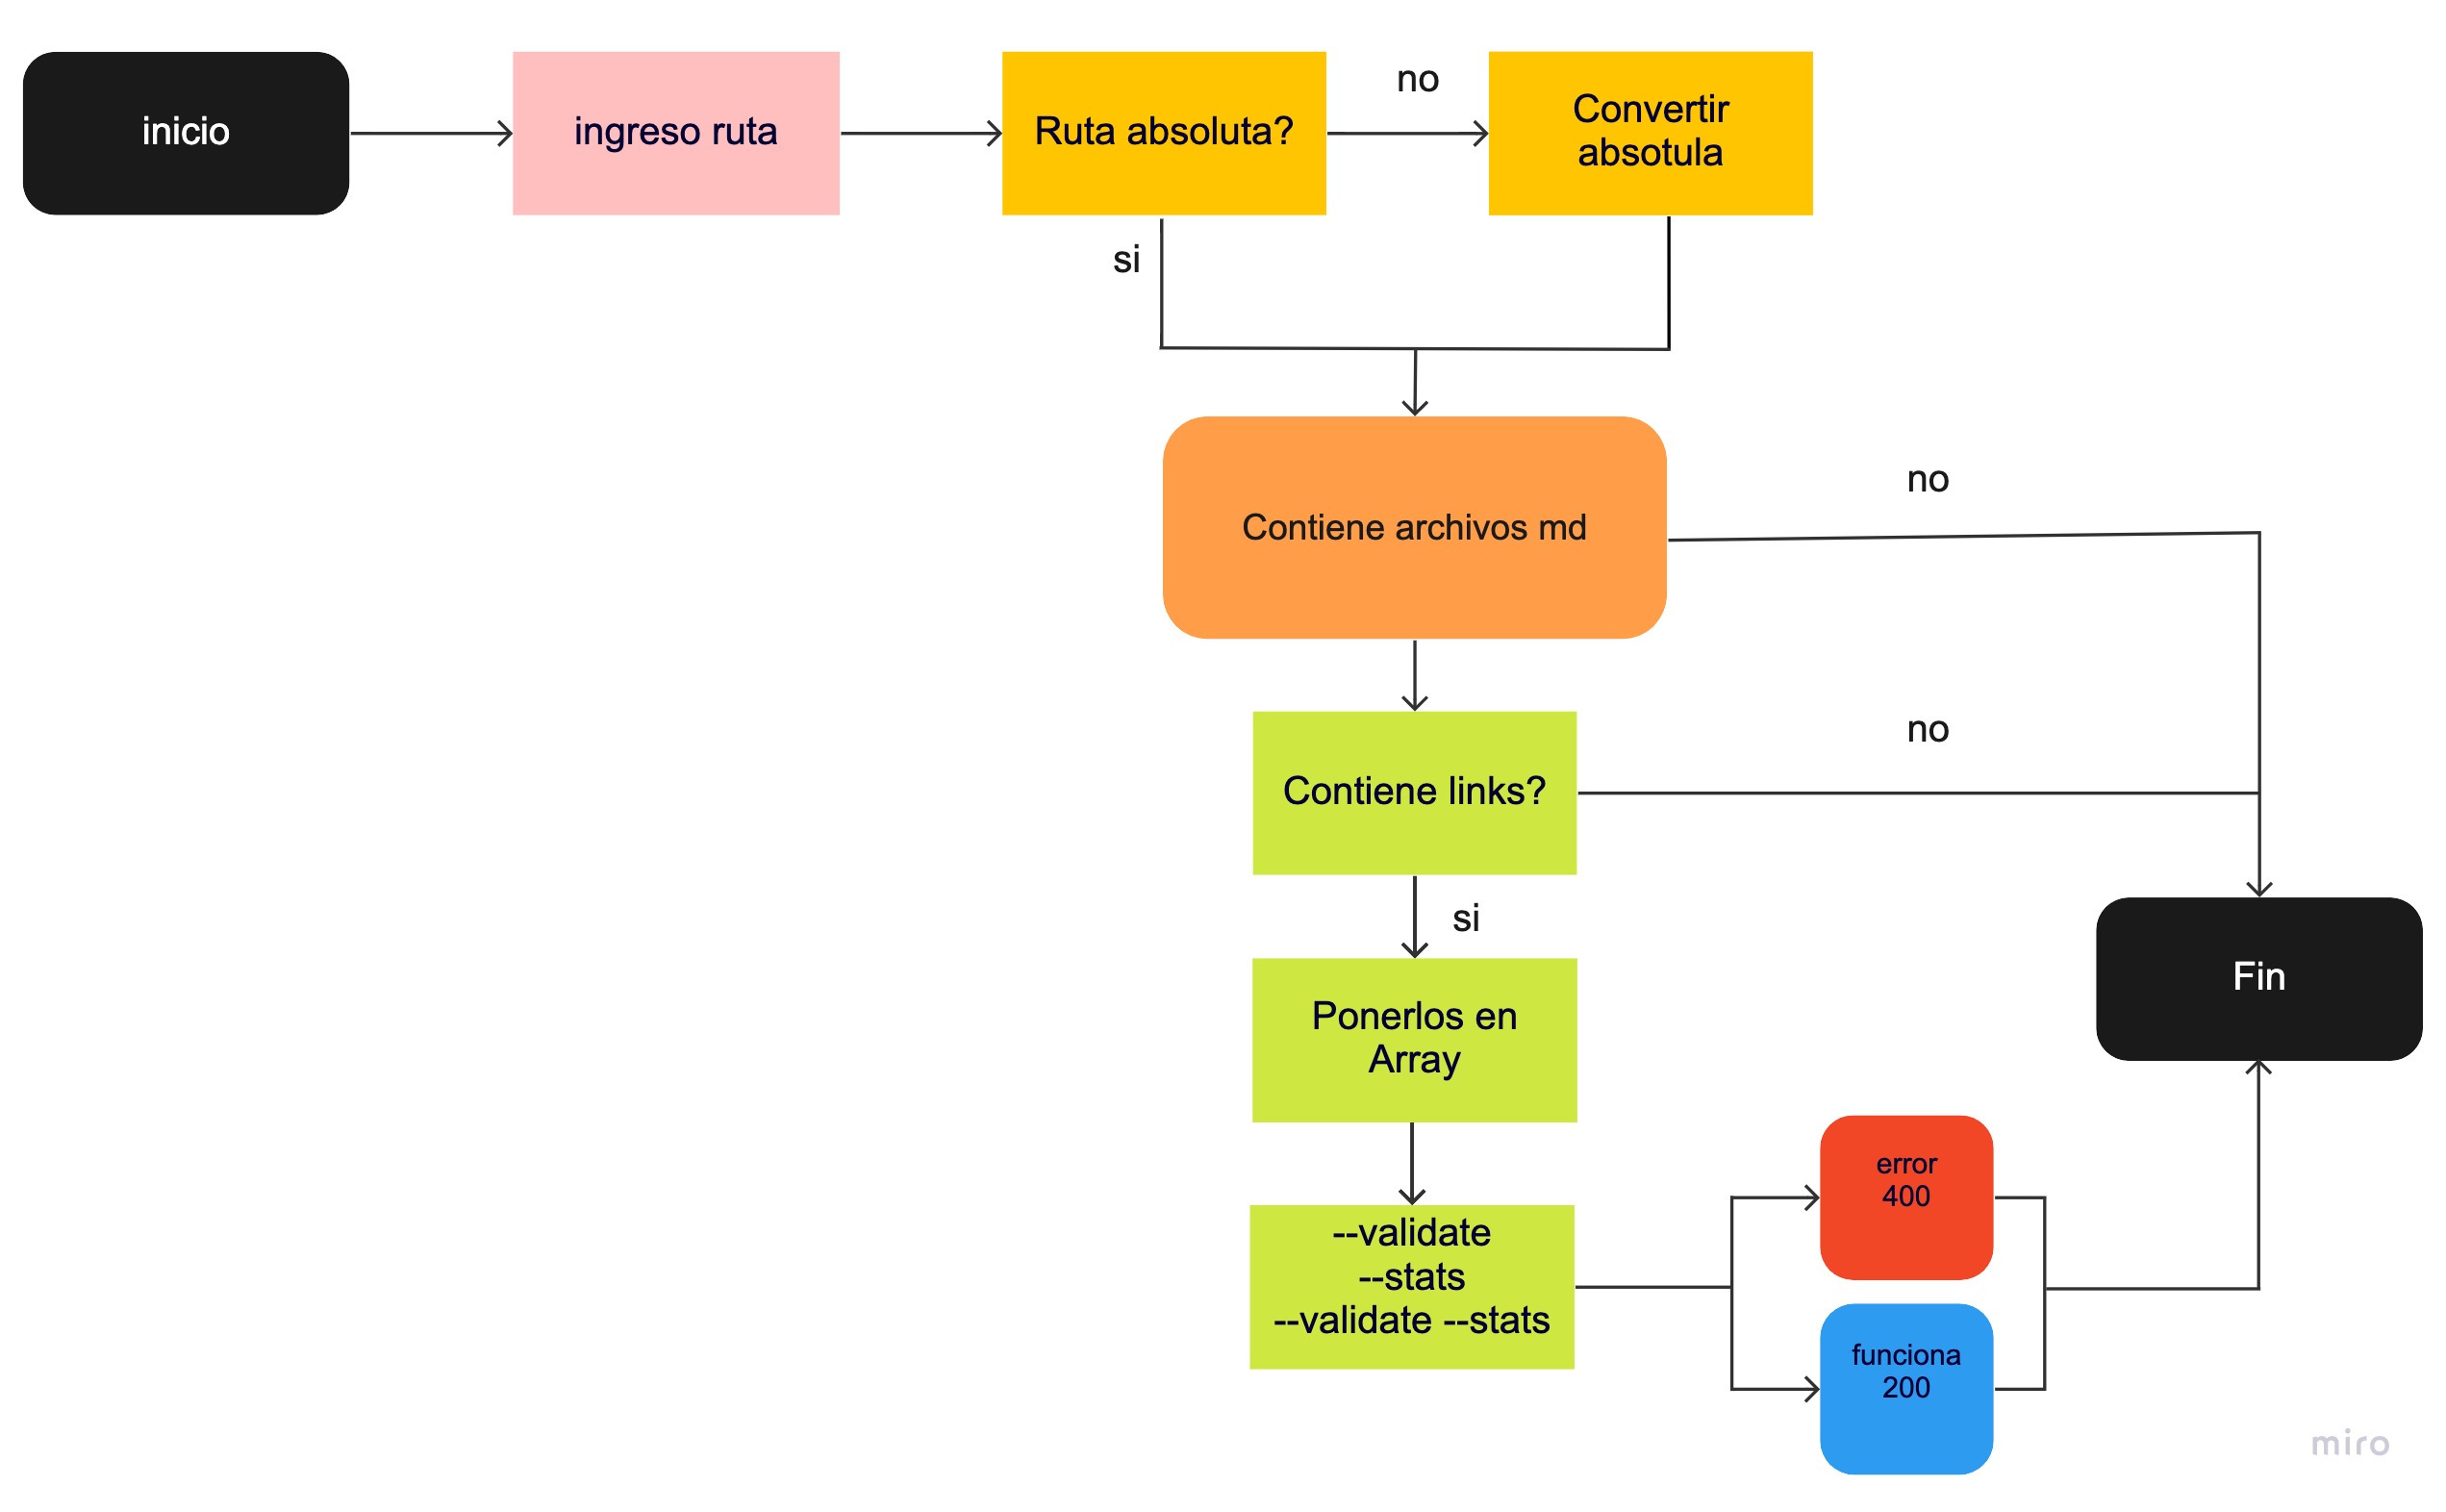 inicio
ingreso ruta
Ruta absoluta?
no
Convertir
absotula
si
Contiene archivos md
no
Contiene links?
no
si
Ponerlos en
Array
Fin
--validate
--stats
--validate --stats
error
400
funciona
200
miro